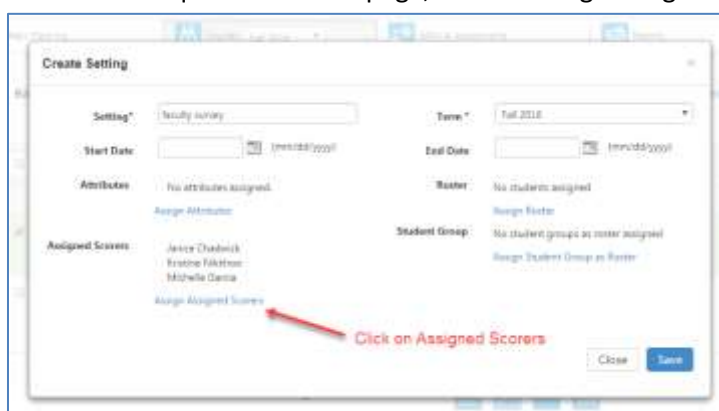 Create Setting
Setting* faculty survey Term * Fall 2018
Start Date (mm/dd/yyyy) End Date (mm/dd/yyyy)
Attributes No attributes assigned. Roster No students assigned
Assign Attributes Assign Roster
Student Group No student groups as roster assigned
Assigned Scorers Janice Chadwick Assign Student Group as Roster
Kristine
Michelle Garcia
Assign Assigned Scorers
Click on Assigned Scorers
Close Save